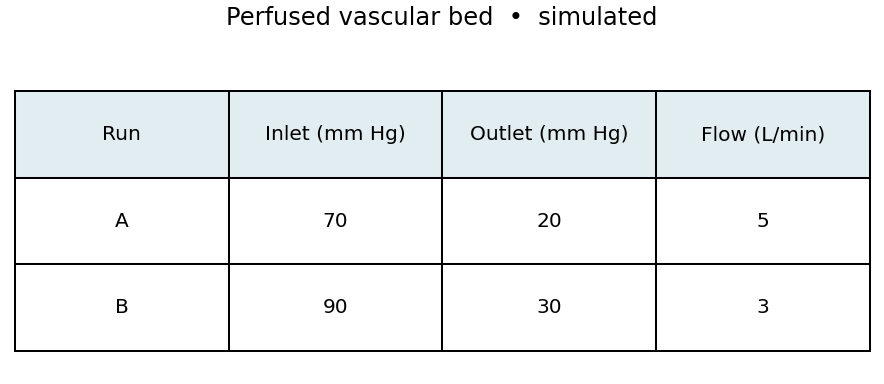 Perfused vascular bed • simulated
Run Inlet (mm Hg) Outlet (mm Hg) Flow (L/min)
A 70 20 5
B 90 30 3